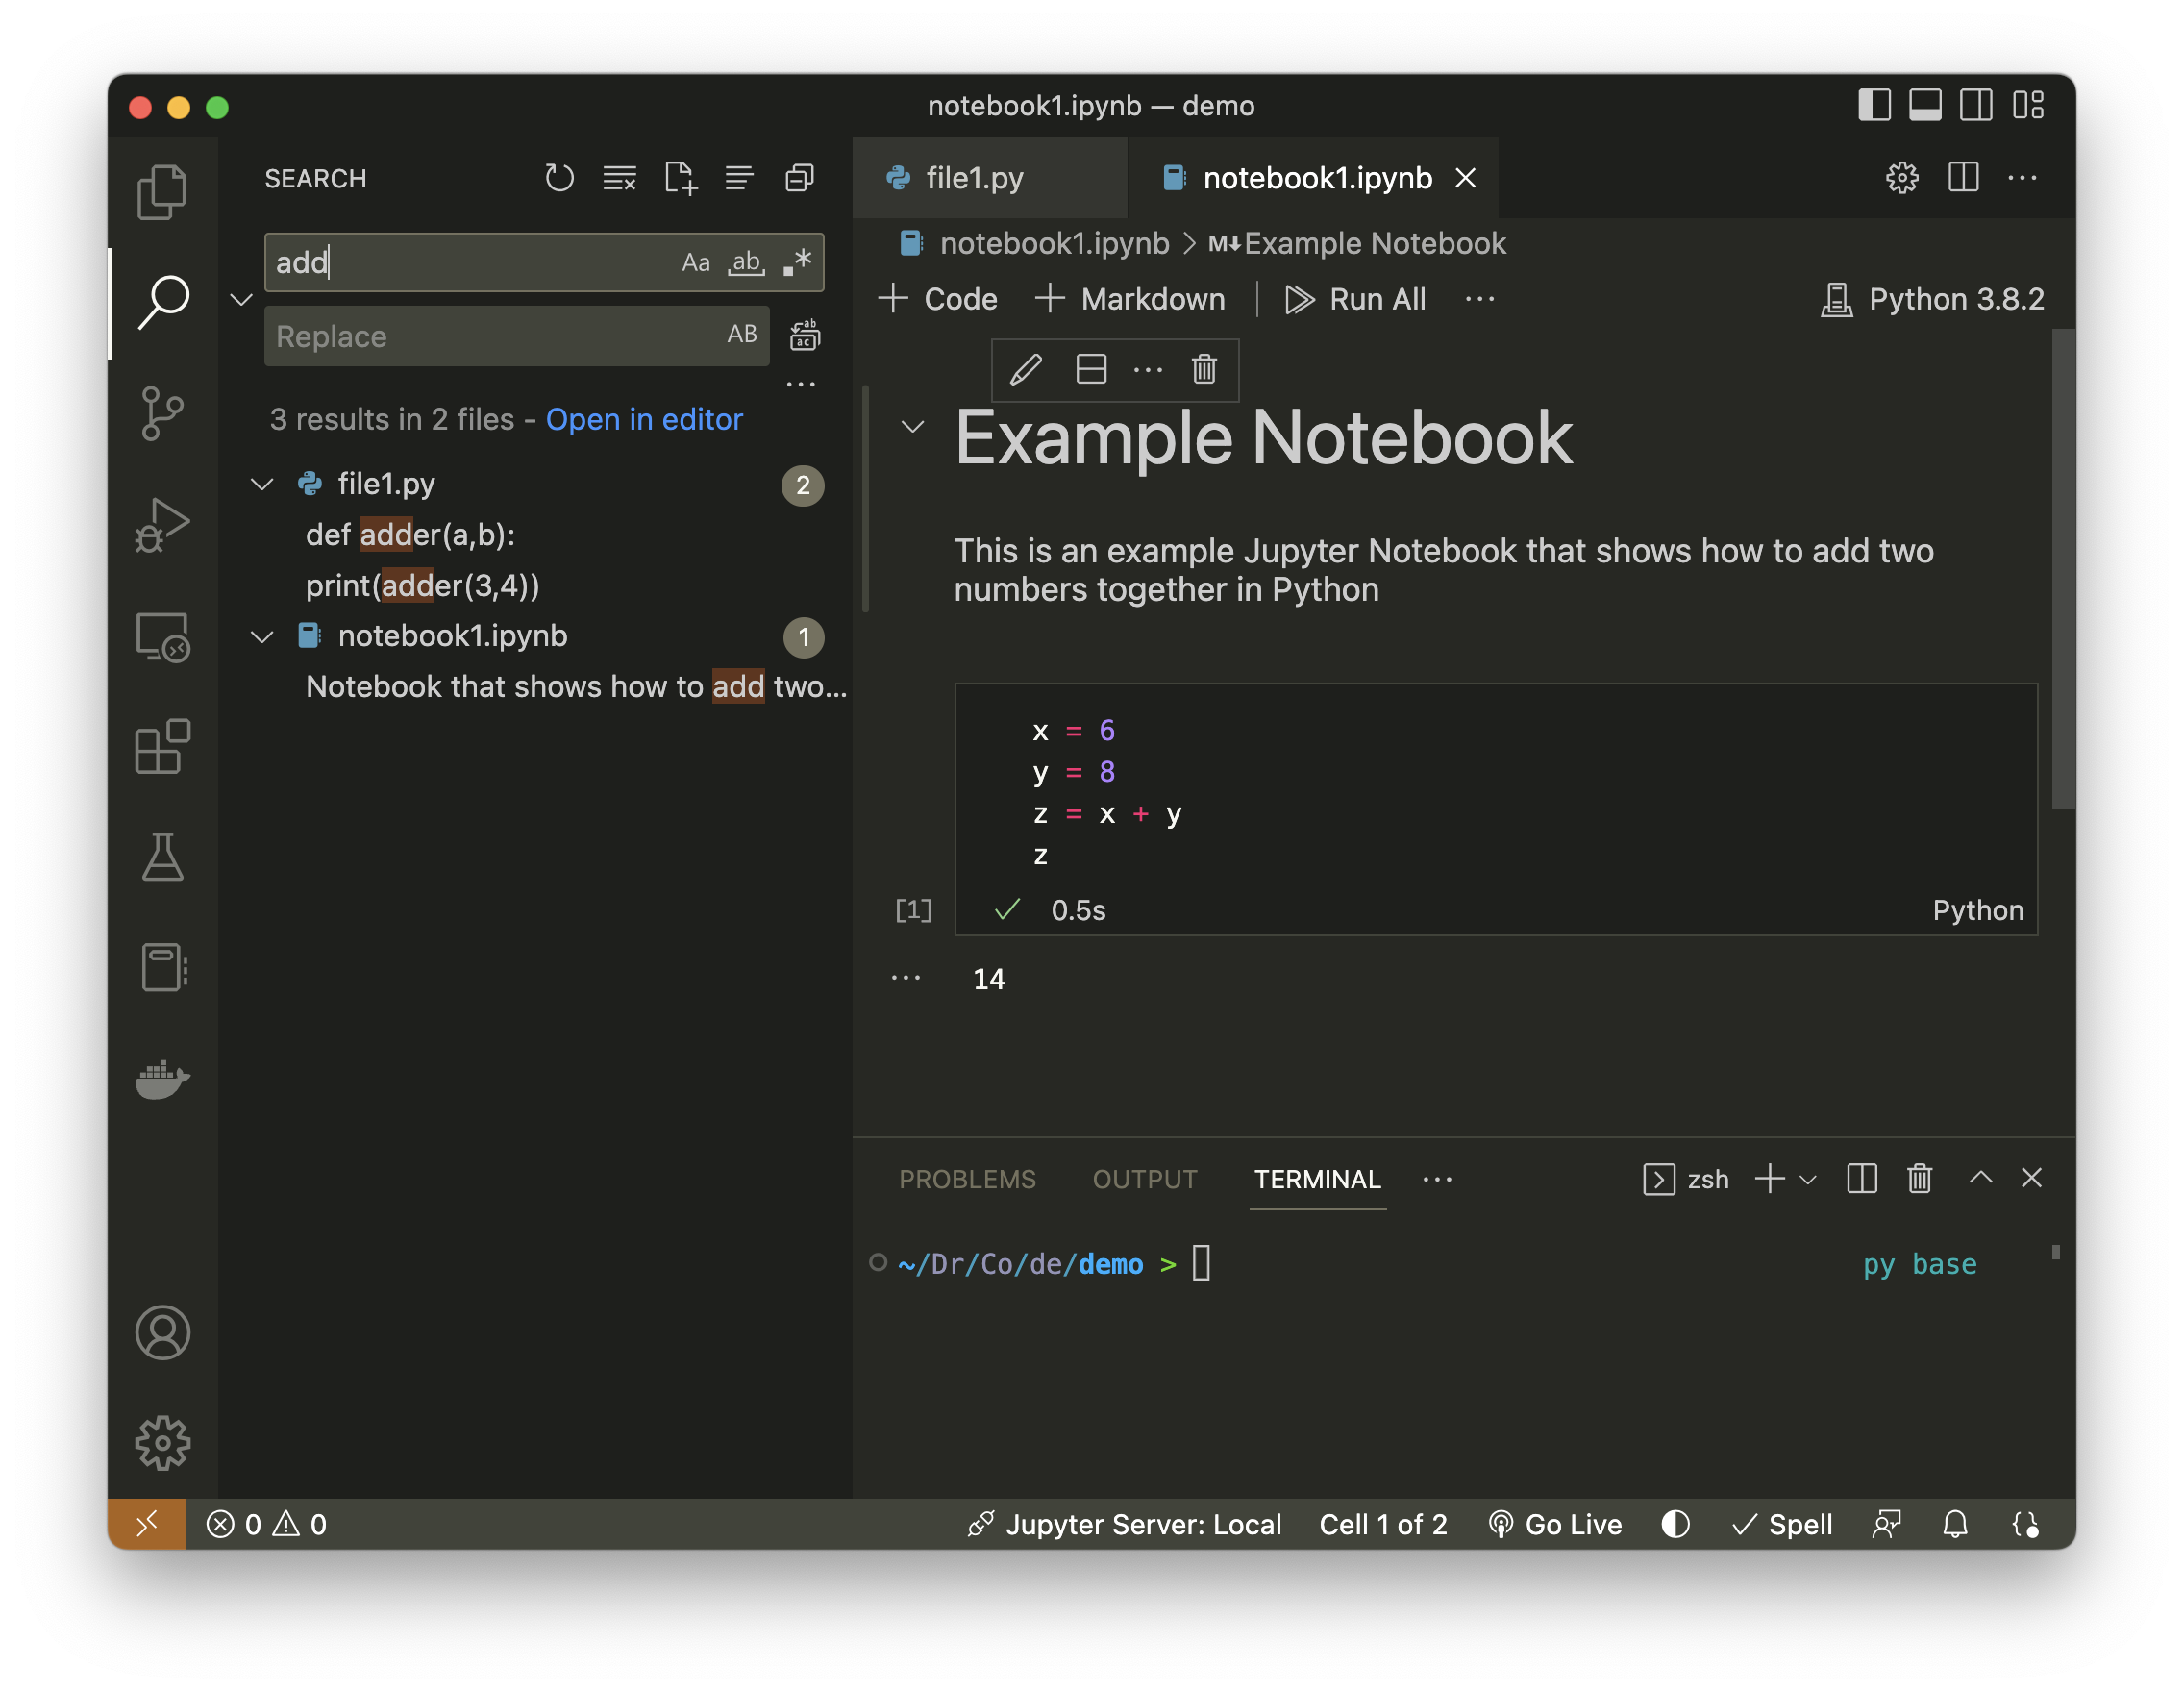 notebook1.ipynb — demo
SEARCH
add
Aa
ab
.*
Replace
AB
ab
ac
3 results in 2 files - Open in editor
file1.py
2
def adder(a,b):
print(adder(3,4))
notebook1.ipynb
1
Notebook that shows how to add two...
file1.py
notebook1.ipynb
notebook1.ipynb > M↓Example Notebook
+ Code + Markdown | Run All ...
Python 3.8.2
Example Notebook
This is an example Jupyter Notebook that shows how to add two
numbers together in Python
x = 6
y = 8
z = x + y
z
[1]
0.5s
Python
14
PROBLEMS OUTPUT TERMINAL ...
zsh
~/Dr/Co/de/demo >
py base
0 0
Jupyter Server: Local
Cell 1 of 2
Go Live
Spell